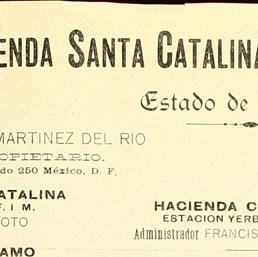 ENDA SANTA CATALINA
Estado de
MARTINEZ DEL RIO
OPIETARIO.
do 250 México, D. F.
CATALINA
F. I M.
OTO
HACIENDA C
ESTACION YERB
Administrador FRANCIS
AMO